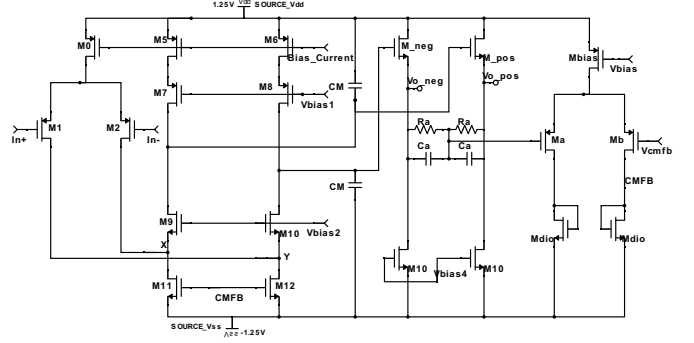 1.25V Vdd SOURCE_Vdd
M0
M5
M6
Bias_Current
M_neg
M_pos
Mbias
Vbias
Vo_neg
Vo_pos
M7
M8
CM
Vbias1
In+
M1
M2
In-
Ra
Ra
Ca
Ca
Ma
Mb
Vcmfb
CMFB
CM
M9
M10
Vbias2
X
Y
Mdio
Mdio
M11
M12
CMFB
M10
Vbias4
M10
SOURCE_Vss
Vss -1.25V